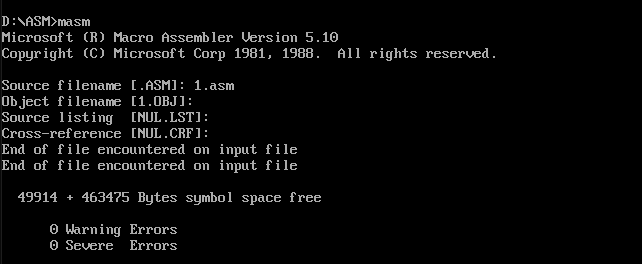 D:\ASM>masm
Microsoft (R) Macro Assembler Version 5.10
Copyright (C) Microsoft Corp 1981, 1988.  All rights reserved.
Source filename [.ASM]: 1.asm
Object filename [1.OBJ]:
Source listing  [NUL.LST]:
Cross-reference [NUL.CRF]:
End of file encountered on input file
End of file encountered on input file
49914 + 463475 Bytes symbol space free
0 Warning Errors
0 Severe  Errors